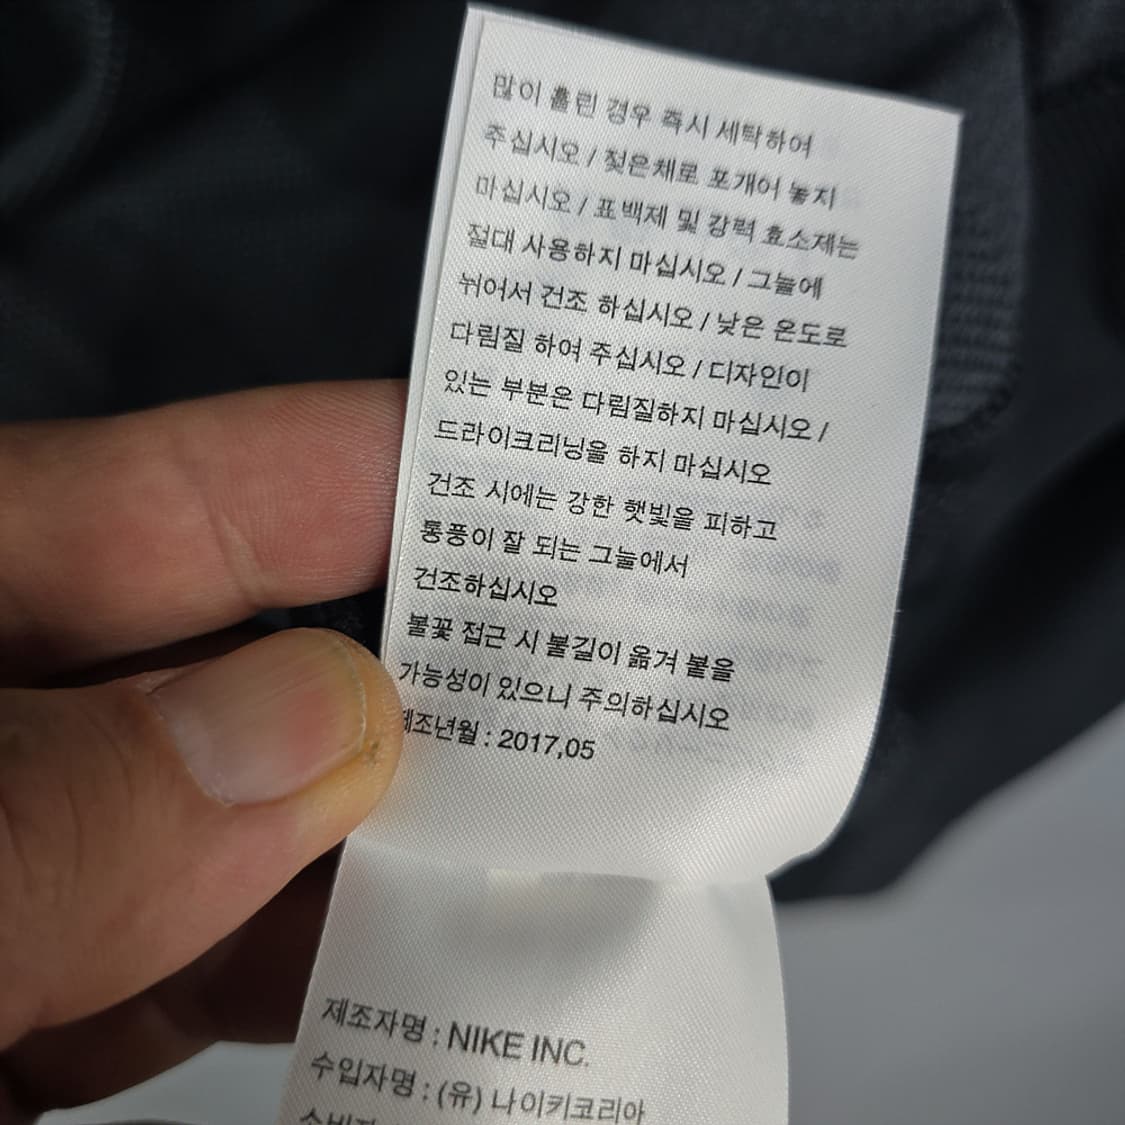 많이 흘린 경우 즉시 세탁하여
주십시오 / 젖은채로 포개어 놓지
마십시오 / 표백제 및 강력 효소제는
절대 사용하지 마십시오 / 그늘에
뉘어서 건조 하십시오 / 낮은 온도로
다림질 하여 주십시오 / 디자인이
있는 부분은 다림질하지 마십시오 /
드라이크리닝을 하지 마십시오
건조 시에는 강한 햇빛을 피하고
통풍이 잘 되는 그늘에서
건조하십시오
불꽃 접근 시 불길이 옮겨 붙을
가능성이 있으니 주의하십시오
제조년월 : 2017,05
제조자명 : NIKE INC.
수입자명 : (유) 나이키코리아